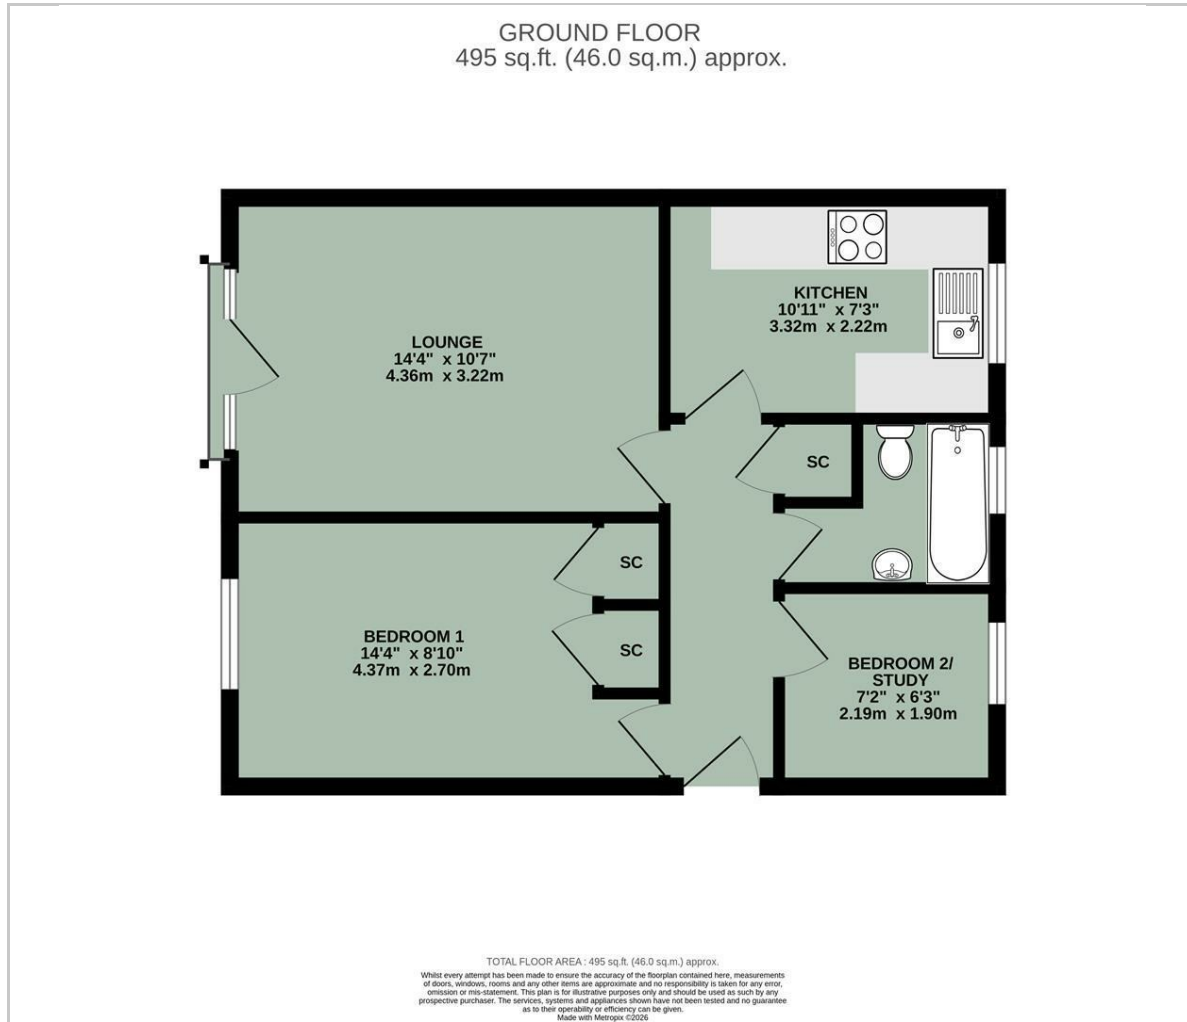 GROUND FLOOR
495 sq.ft. (46.0 sq.m.) approx.
KITCHEN
10'11" x 7'3"
3.32m x 2.22m
LOUNGE
14'4" x 10'7"
4.36m x 3.22m
SC
SC
SC
BEDROOM 1
14'4" x 8'10"
4.37m x 2.70m
BEDROOM 2/
STUDY
7'2" x 6'3"
2.19m x 1.90m
TOTAL FLOOR AREA : 495 sq.ft. (46.0 sq.m.) approx.
Whilst every attempt has been made to ensure the accuracy of the floorplan contained here, measurements
of doors, windows, rooms and any other items are approximate and no responsibility is taken for any error,
omission or mis-statement. This plan is for illustrative purposes only and should be used as such by any
prospective purchaser. The services, systems and appliances shown have not been tested and no guarantee
as to their operability or efficiency can be given.
Made with Metropix ©2026